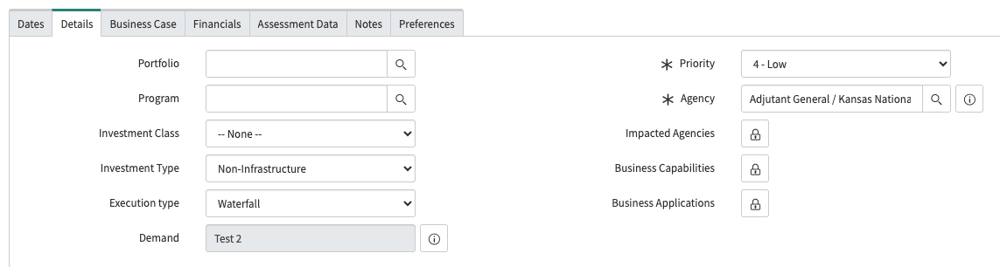 Dates Details Business Case Financials Assessment Data Notes Preferences
Portfolio
Program
Investment Class -- None --
Investment Type Non-Infrastructure
Execution type Waterfall
Demand Test 2
Priority 4 - Low
Agency Adjutant General / Kansas Nationa
Impacted Agencies
Business Capabilities
Business Applications